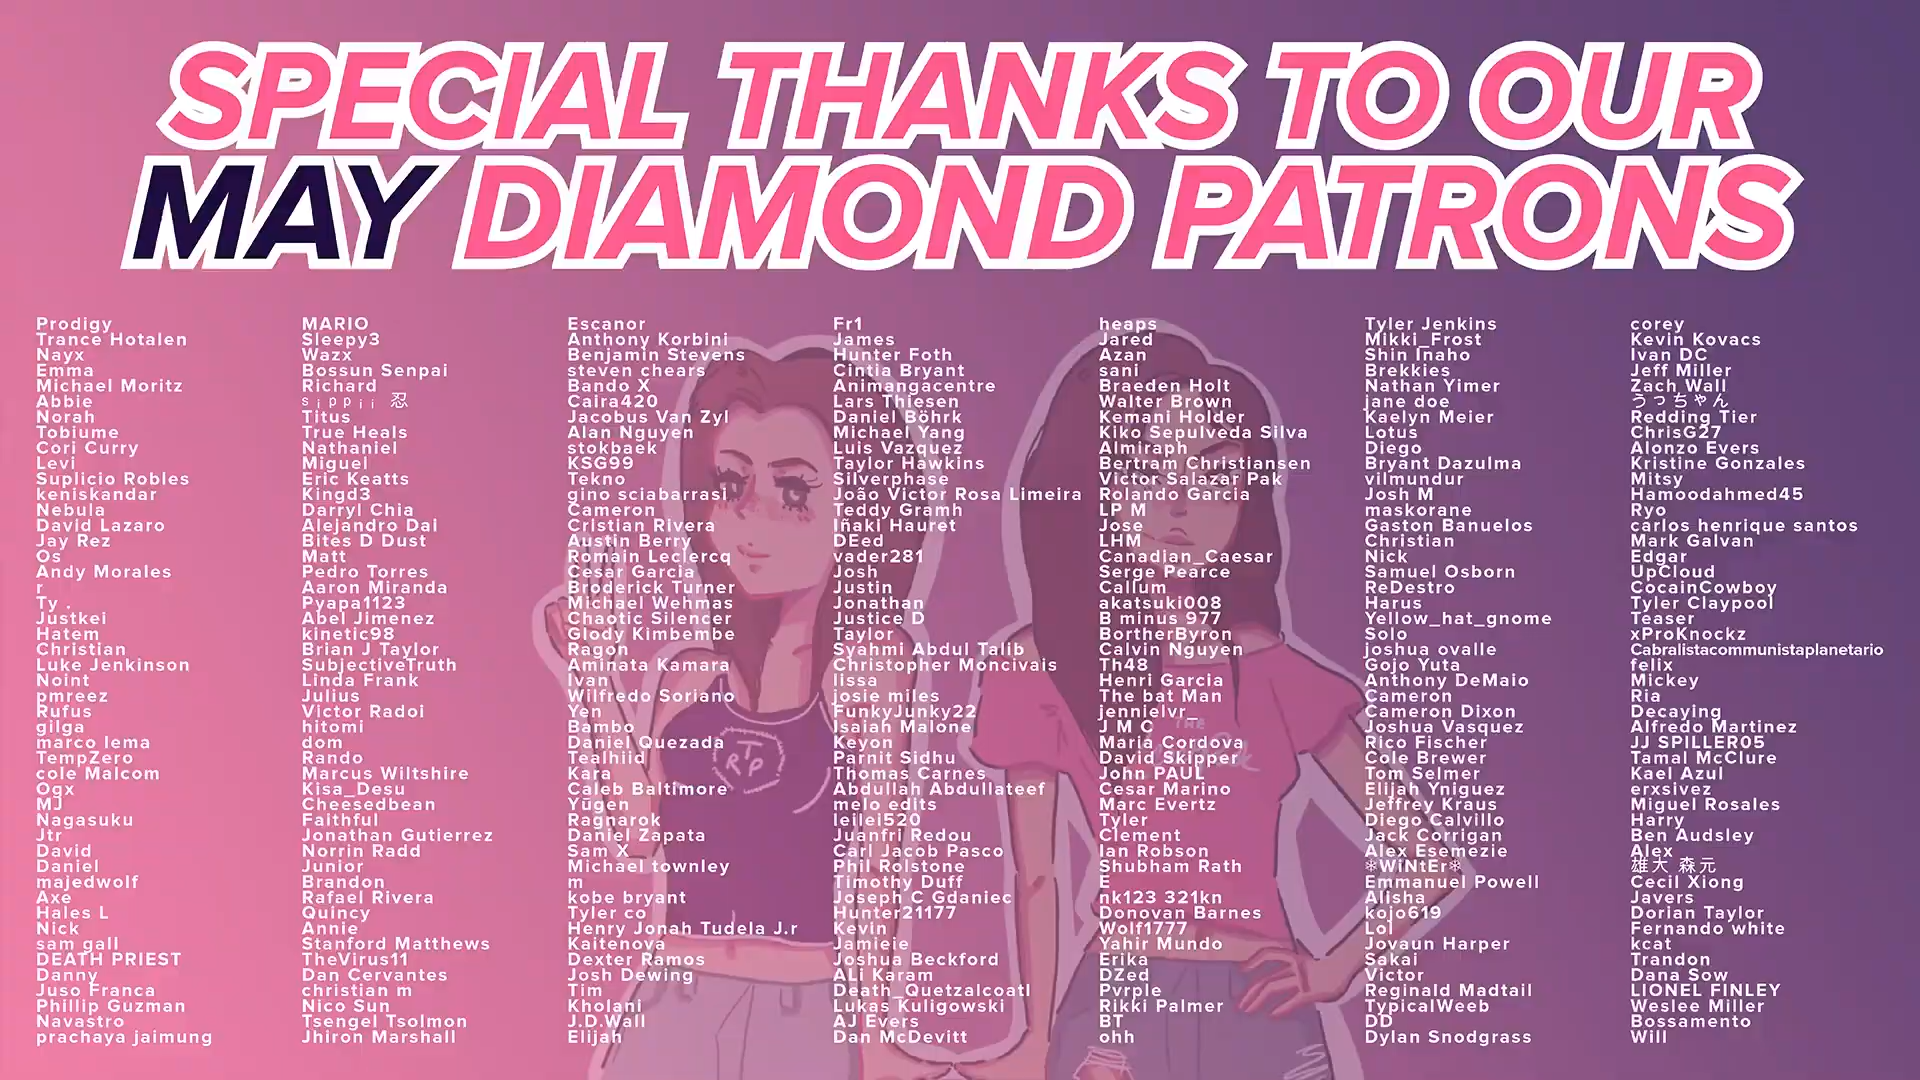 SPECIAL THANKS TO OUR
MAY DIAMOND PATRONS
Prodigy
Trance Hotalen
Nayx
Emma
Michael Moritz
Abbie
Norah
Tobiume
Cori Curry
Levi
Suplicio Robles
keniskandar
Nebula
David Lazaro
Jay Rez
Os
Andy Morales
r
Ty .
Justkei
Hatem
Christian
Luke Jenkinson
Noint
pmreez
Rufus
gilga
marco lema
TempZero
cole Malcom
Ogx
MJ
Nagasuku
Jtr
David
Daniel
majedwolf
Axe
Hales L
Nick
sam gall
DEATH PRIEST
Danny
Juso Franca
Phillip Guzman
Navastro
prachaya jaimung
MARIO
Sleepy3
Wazx
Bossun Senpai
Richard
sippii 忍
Titus
True Heals
Nathaniel
Miguel
Eric Keatts
Kingd3
Darryl Chia
Alejandro Dai
Bites D Dust
Matt
Pedro Torres
Aaron Miranda
Pyapa1123
Abel Jimenez
kinetic98
Brian J Taylor
SubjectiveTruth
Linda Frank
Julius
Victor Radoi
hitomi
dom
Rando
Marcus Wiltshire
Kisa_Desu
Cheesedbean
Faithful
Jonathan Gutierrez
Norrin Radd
Junior
Brandon
Rafael Rivera
Quincy
Annie
Stanford Matthews
TheVirus11
Dan Cervantes
christian m
Nico Sun
Tsengel Tsolmon
Jhiron Marshall
Escanor
Anthony Korbini
Benjamin Stevens
steven chears
Bando X
Caira420
Jacobus Van Zyl
Alan Nguyen
stokbaek
KSG99
Tekno
gino sciabarrasi
Cameron
Cristian Rivera
Austin Berry
Romain Leclercq
Cesar Garcia
Broderick Turner
Michael Wehmas
Chaotic Silencer
Glody Kimbembe
Ragon
Aminata Kamara
Ivan
Wilfredo Soriano
Yen
Bambo
Daniel Quezada
Tealhiid
Kara
Caleb Baltimore
Yūgen
Ragnarok
Daniel Zapata
Sam X
Michael townley
m
kobe bryant
Tyler co
Henry Jonah Tudela J.r
Kaitenova
Dexter Ramos
Josh Dewing
Tim
Kholani
J.D.Wall
Elijah
Fr1
James
Hunter Foth
Cintia Bryant
Animangacentre
Lars Thiesen
Daniel Böhrk
Michael Yang
Luis Vazquez
Taylor Hawkins
Silverphase
João Victor Rosa Limeira
Teddy Gramh
Iñaki Hauret
DEed
vader281
Josh
Justin
Jonathan
Justice D
Taylor
Syahmi Abdul Talib
Christopher Moncivais
lissa
josie miles
FunkyJunky22
Isaiah Malone
Keyon
Parnit Sidhu
Thomas Carnes
Abdullah Abdullateef
melo edits
leilei520
Juanfri Redou
Carl Jacob Pasco
Phil Rolstone
Timothy Duff
Joseph C Gdaniec
Hunter21177
Kevin
Jamieie
Joshua Beckford
ALi Karam
Death_Quetzalcoatl
Lukas Kuligowski
AJ Evers
Dan McDevitt
heaps
Jared
Azan
sani
Braeden Holt
Walter Brown
Kemani Holder
Kiko Sepulveda Silva
Almiraph
Bertram Christiansen
Victor Salazar Pak
Rolando Garcia
LP M
Jose
LHM
Canadian_Caesar
Serge Pearce
Callum
akatsuki008
B minus 977
BortherByron
Calvin Nguyen
Th48
Henri Garcia
The bat Man
jennielvr_
J M C
Maria Cordova
David Skipper
John PAUL
Cesar Marino
Marc Evertz
Tyler
Clement
Ian Robson
Shubham Rath
E
nk123 321kn
Donovan Barnes
Wolf1777
Yahir Mundo
Erika
DZed
Pvrple
Rikki Palmer
BT
ohh
Tyler Jenkins
Mikki_Frost
Shin Inaho
Brekkies
Nathan Yimer
jane doe
Kaelyn Meier
Lotus
Diego
Bryant Dazulma
vilmundur
Josh M
maskorane
Gaston Banuelos
Christian
Nick
Samuel Osborn
ReDestro
Harus
Yellow_hat_gnome
Solo
joshua ovalle
Gojo Yuta
Anthony DeMaio
Cameron
Cameron Dixon
Joshua Vasquez
Rico Fischer
Cole Brewer
Tom Selmer
Elijah Yniguez
Jeffrey Kraus
Diego Calvillo
Jack Corrigan
Alex Esemezie
❄WiNtEr❄
Emmanuel Powell
Alisha
kojo619
Lol
Jovaun Harper
Sakai
Victor
Reginald Madtail
TypicalWeeb
DD
Dylan Snodgrass
corey
Kevin Kovacs
Ivan DC
Jeff Miller
Zach Wall
うっちゃん
Redding Tier
ChrisG27
Alonzo Evers
Kristine Gonzales
Mitsy
Hamoodahmed45
Ryo
carlos henrique santos
Mark Galvan
Edgar
UpCloud
CocainCowboy
Tyler Claypool
Teaser
xProKnockz
Cabralistacommunistaplanetario
felix
Mickey
Ria
Decaying
Alfredo Martinez
JJ SPILLER05
Tamal McClure
Kael Azul
erxsivez
Miguel Rosales
Harry
Ben Audsley
Alex
雄大 森元
Cecil Xiong
Javers
Dorian Taylor
Fernando white
kcat
Trandon
Dana Sow
LIONEL FINLEY
Weslee Miller
Bossamento
Will
TRP
THE